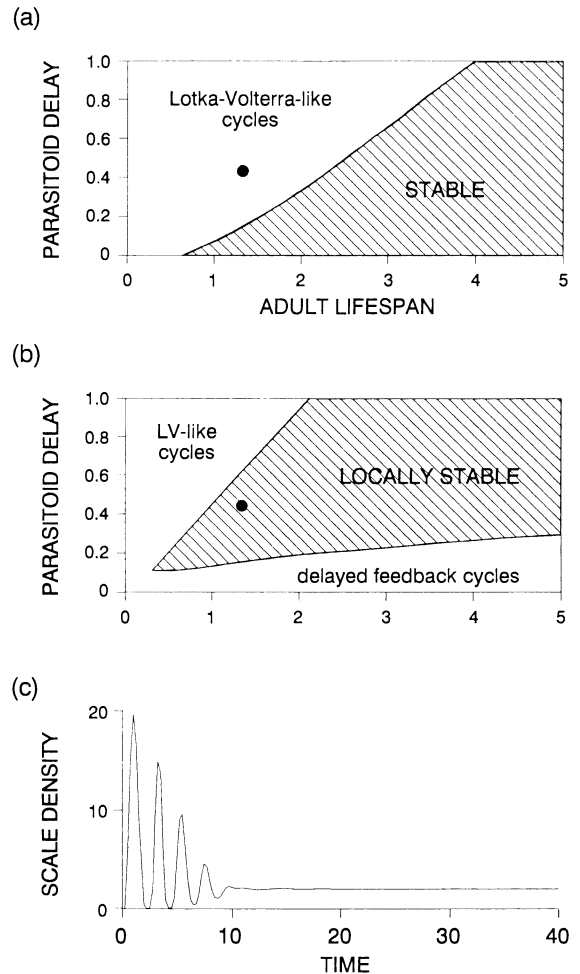 (a)
PARASITOID DELAY
1.0
0.8
0.6
0.4
0.2
0
Lotka-Volterra-like
cycles
STABLE
0 1 2 3 4 5
ADULT LIFESPAN
(b)
PARASITOID DELAY
1.0
0.8
0.6
0.4
0.2
0
LV-like
cycles
LOCALLY STABLE
delayed feedback cycles
0 1 2 3 4 5
(c)
SCALE DENSITY
20
10
0
0 10 20 30 40
TIME